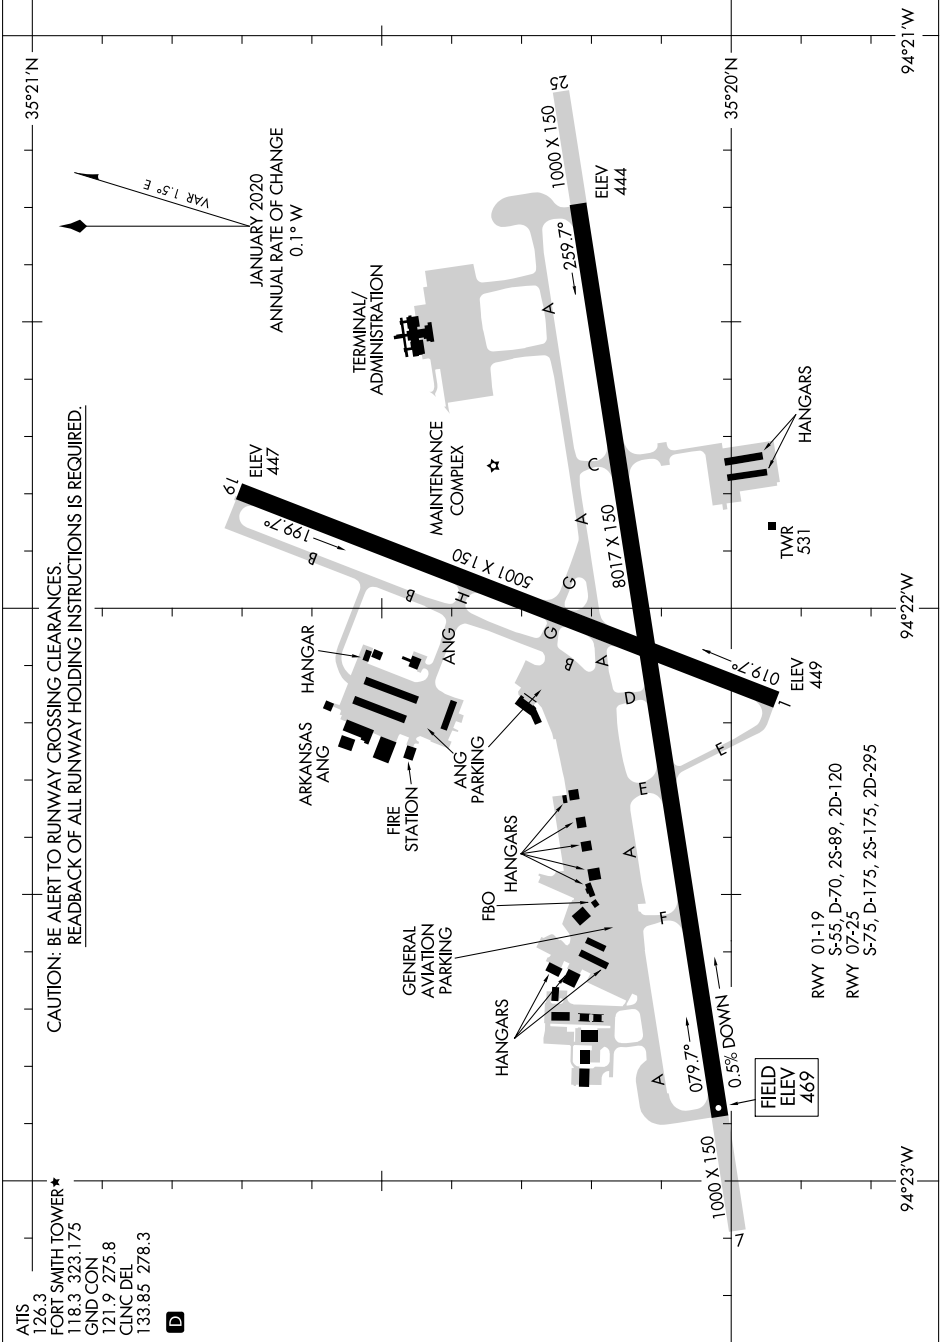 ATIS
126.3
FORT SMITH TOWER★
118.3 323.175
GND CON
121.9 275.8
CLNC DEL
133.85 278.3
D
CAUTION: BE ALERT TO RUNWAY CROSSING CLEARANCES.
READBACK OF ALL RUNWAY HOLDING INSTRUCTIONS IS REQUIRED.
35°21'N
VAR 1.5° E
JANUARY 2020
ANNUAL RATE OF CHANGE
0.1° W
ARKANSAS
ANG
HANGAR
FIRE
STATION
ANG
PARKING
ANG
19
ELEV
447
199.7°
B
B
H
5001 X 150
MAINTENANCE
COMPLEX
TERMINAL/
ADMINISTRATION
GENERAL
AVIATION
PARKING
FBO
HANGARS
HANGARS
G
G
B
A
A
C
A
25
1000 X 150
ELEV
444
259.7°
8017 X 150
D
E
E
A
F
A
079.7°
0.5% DOWN
FIELD
ELEV
469
1000 X 150
7
019.7°
1
ELEV
449
TWR
531
HANGARS
35°20'N
RWY 01-19
S-55, D-70, 2S-89, 2D-120
RWY 07-25
S-75, D-175, 2S-175, 2D-295
94°23'W
94°22'W
94°21'W